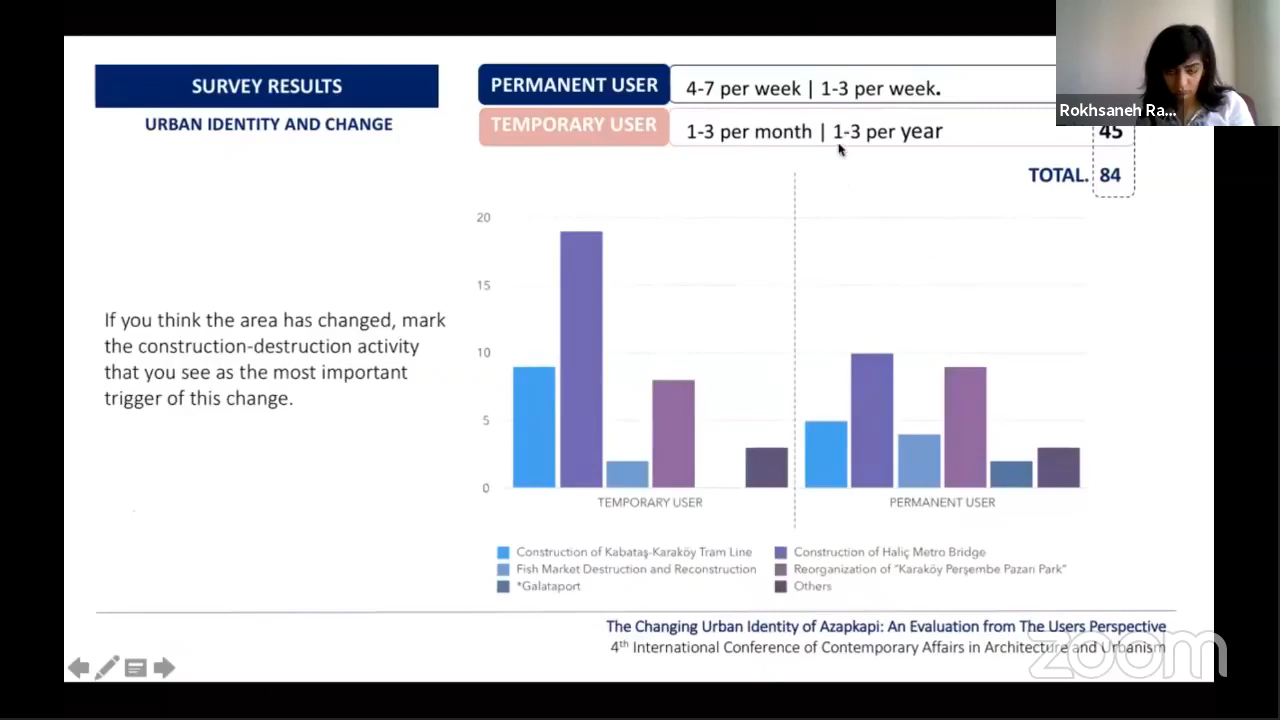 SURVEY RESULTS
URBAN IDENTITY AND CHANGE
PERMANENT USER
4-7 per week | 1-3 per week.
TEMPORARY USER
1-3 per month | 1-3 per year
45
TOTAL. 84
Rokhsaneh Ra...
If you think the area has changed, mark
the construction-destruction activity
that you see as the most important
trigger of this change.
20
15
10
5
0
TEMPORARY USER
PERMANENT USER
Construction of Kabataş-Karaköy Tram Line
Construction of Haliç Metro Bridge
Fish Market Destruction and Reconstruction
Reorganization of "Karaköy Perşembe Pazarı Park"
*Galataport
Others
The Changing Urban Identity of Azapkapi: An Evaluation from The Users Perspective
4th International Conference of Contemporary Affairs in Architecture and Urbanism
zoom